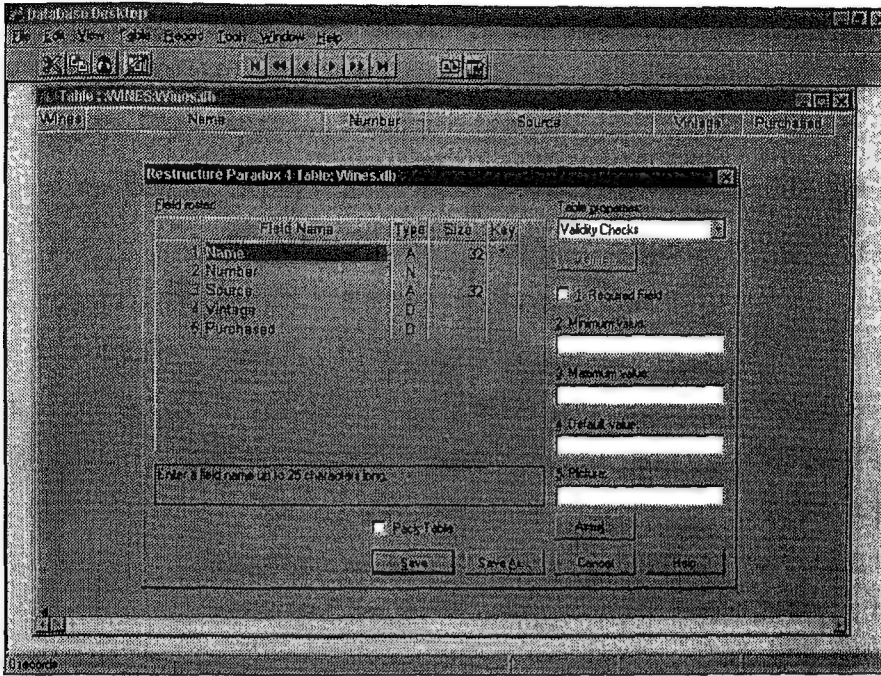 Database Desktop
File Edit View Table Record Tools Window Help
Table : :WINES:Wines.db
Wines Name Number Source Vintage Purchased
Restructure Paradox 4 Table: Wines.db
Field roster: Table properties:
Field Name Type Size Key Validity Checks
1 Name A 32 *
2 Number N
3 Source A 32 1. Required Field
4 Vintage D
5 Purchased D 2. Minimum value:
3. Maximum value:
4. Default value:
Enter a field name up to 25 characters long. 5. Picture:
Pack Table Assist
Save Save As... Cancel Help
0 records